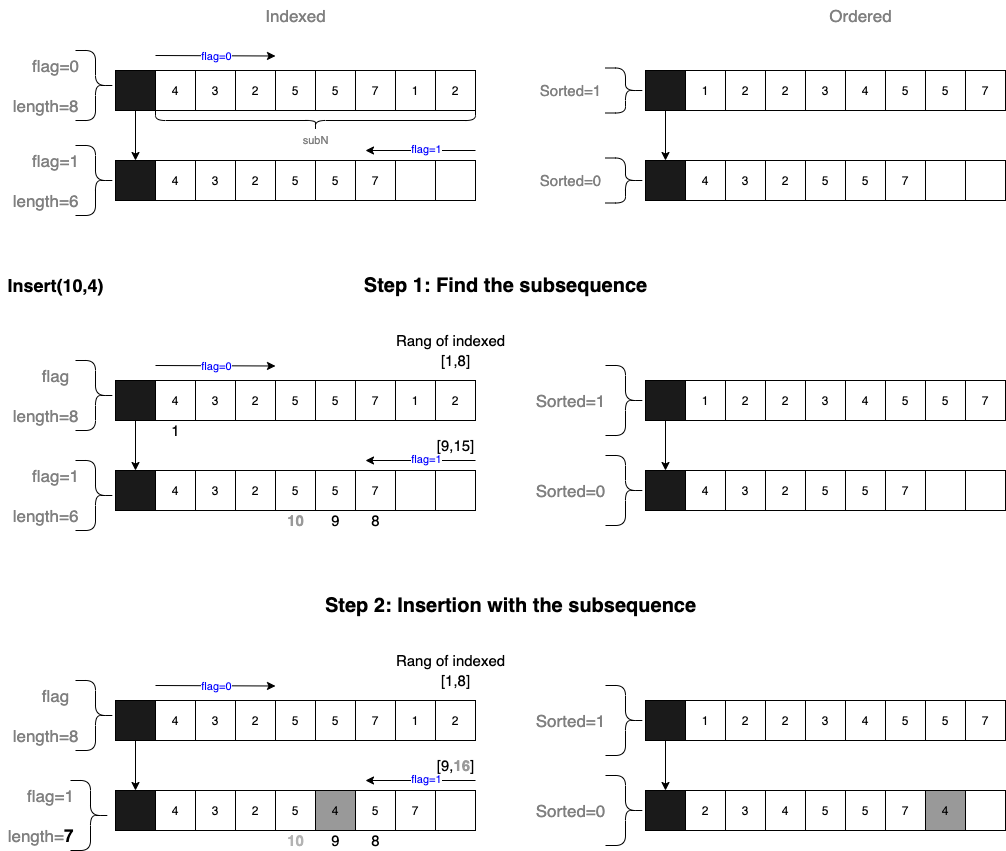 Indexed
Ordered
flag=0
length=8
flag=0
4 3 2 5 5 7 1 2
Sorted=1
1 2 2 3 4 5 5 7
subN
flag=1
length=6
flag=1
4 3 2 5 5 7
Sorted=0
4 3 2 5 5 7
Insert(10,4)
Step 1: Find the subsequence
Rang of indexed
[1,8]
flag
length=8
flag=0
4 3 2 5 5 7 1 2
1
Sorted=1
1 2 2 3 4 5 5 7
[9,15]
flag=1
length=6
flag=1
4 3 2 5 5 7
10 9 8
Sorted=0
4 3 2 5 5 7
Step 2: Insertion with the subsequence
Rang of indexed
[1,8]
flag
length=8
flag=0
4 3 2 5 5 7 1 2
Sorted=1
1 2 2 3 4 5 5 7
[9,16]
flag=1
length=7
flag=1
4 3 2 5 4 5 7
10 9 8
Sorted=0
2 3 4 5 5 7 4